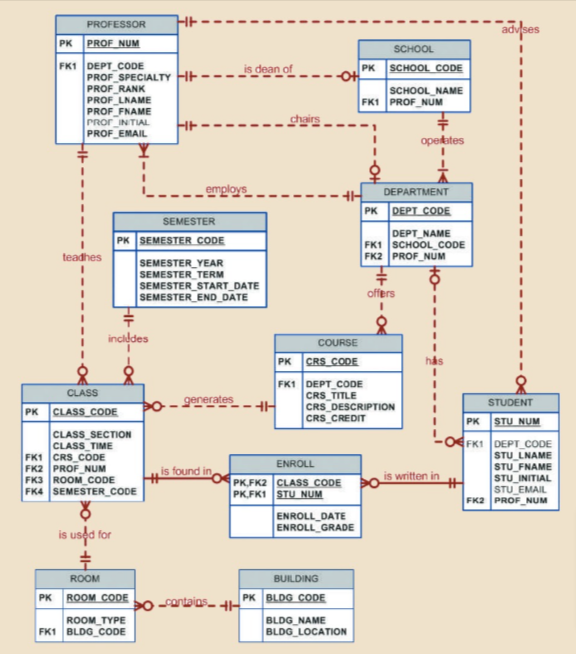 PROFESSOR
PK PROF_NUM
FK1 DEPT_CODE
PROF_SPECIALTY
PROF_RANK
PROF_LNAME
PROF_FNAME
PROF_INITIAL
PROF_EMAIL
advises
SCHOOL
PK SCHOOL_CODE
SCHOOL_NAME
FK1 PROF_NUM
is dean of
chairs
operates
employs
DEPARTMENT
PK DEPT_CODE
DEPT_NAME
FK1 SCHOOL_CODE
FK2 PROF_NUM
SEMESTER
PK SEMESTER_CODE
SEMESTER_YEAR
SEMESTER_TERM
SEMESTER_START_DATE
SEMESTER_END_DATE
teaches
includes
offers
has
COURSE
PK CRS_CODE
FK1 DEPT_CODE
CRS_TITLE
CRS_DESCRIPTION
CRS_CREDIT
generates
CLASS
PK CLASS_CODE
CLASS_SECTION
CLASS_TIME
FK1 CRS_CODE
FK2 PROF_NUM
FK3 ROOM_CODE
FK4 SEMESTER_CODE
STUDENT
PK STU_NUM
FK1 DEPT_CODE
STU_LNAME
STU_FNAME
STU_INITIAL
STU_EMAIL
FK2 PROF_NUM
is found in
ENROLL
PK,FK2 CLASS_CODE
PK,FK1 STU_NUM
ENROLL_DATE
ENROLL_GRADE
is written in
is used for
ROOM
PK ROOM_CODE
ROOM_TYPE
FK1 BLDG_CODE
contains
BUILDING
PK BLDG_CODE
BLDG_NAME
BLDG_LOCATION